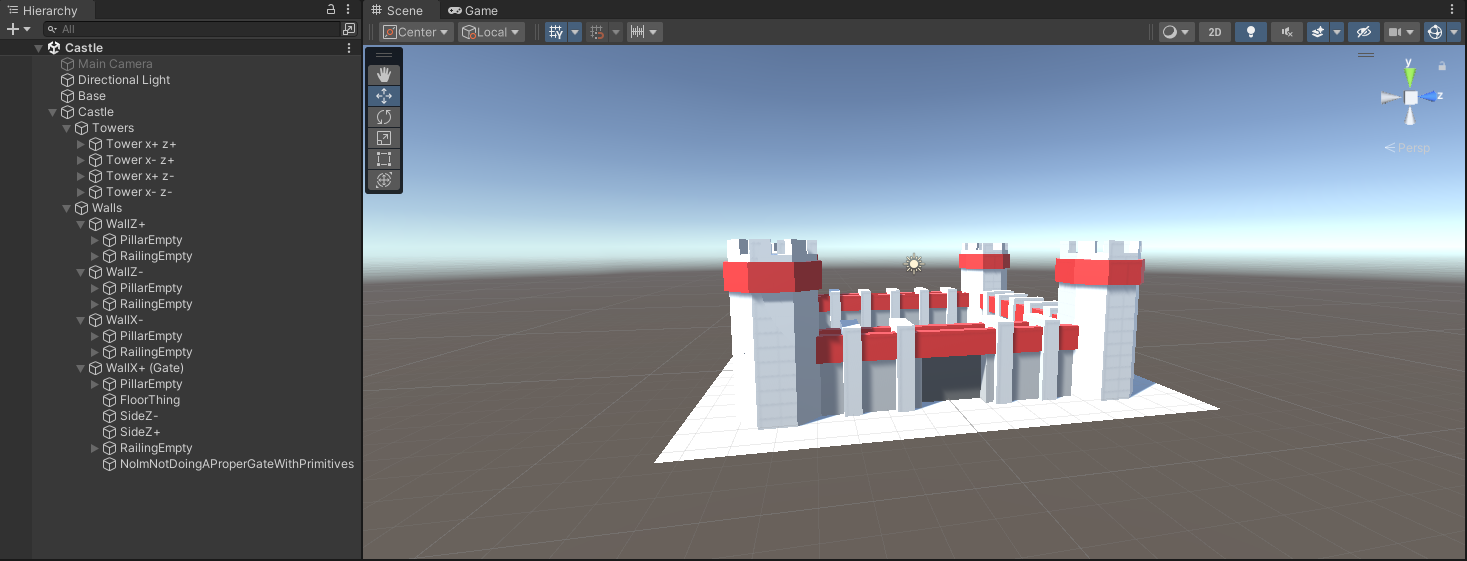 Hierarchy
All
Castle
Main Camera
Directional Light
Base
Castle
Towers
Tower x+ z+
Tower x- z+
Tower x+ z-
Tower x- z-
Walls
WallZ+
PillarEmpty
RailingEmpty
WallZ-
PillarEmpty
RailingEmpty
WallX-
PillarEmpty
RailingEmpty
WallX+ (Gate)
PillarEmpty
FloorThing
SideZ-
SideZ+
RailingEmpty
NoImNotDoingAProperGateWithPrimitives
Scene Game
Center Local 2D
y
z
Persp